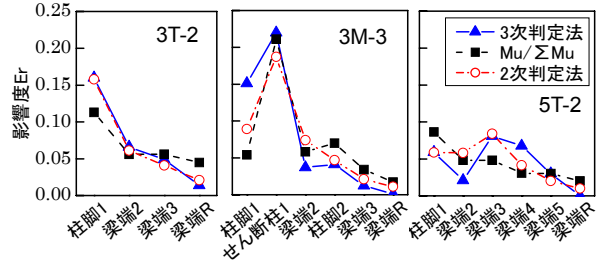 3T-2
3M-3
5T-2
3次判定法
Mu/ΣMu
2次判定法
影響度Er
0.25
0.20
0.15
0.10
0.05
0.00
柱脚1
梁端2
梁端3
梁端R
柱脚1
せん断柱1
梁端2
柱脚2
梁端3
梁端R
柱脚1
梁端2
梁端3
梁端4
梁端5
梁端R